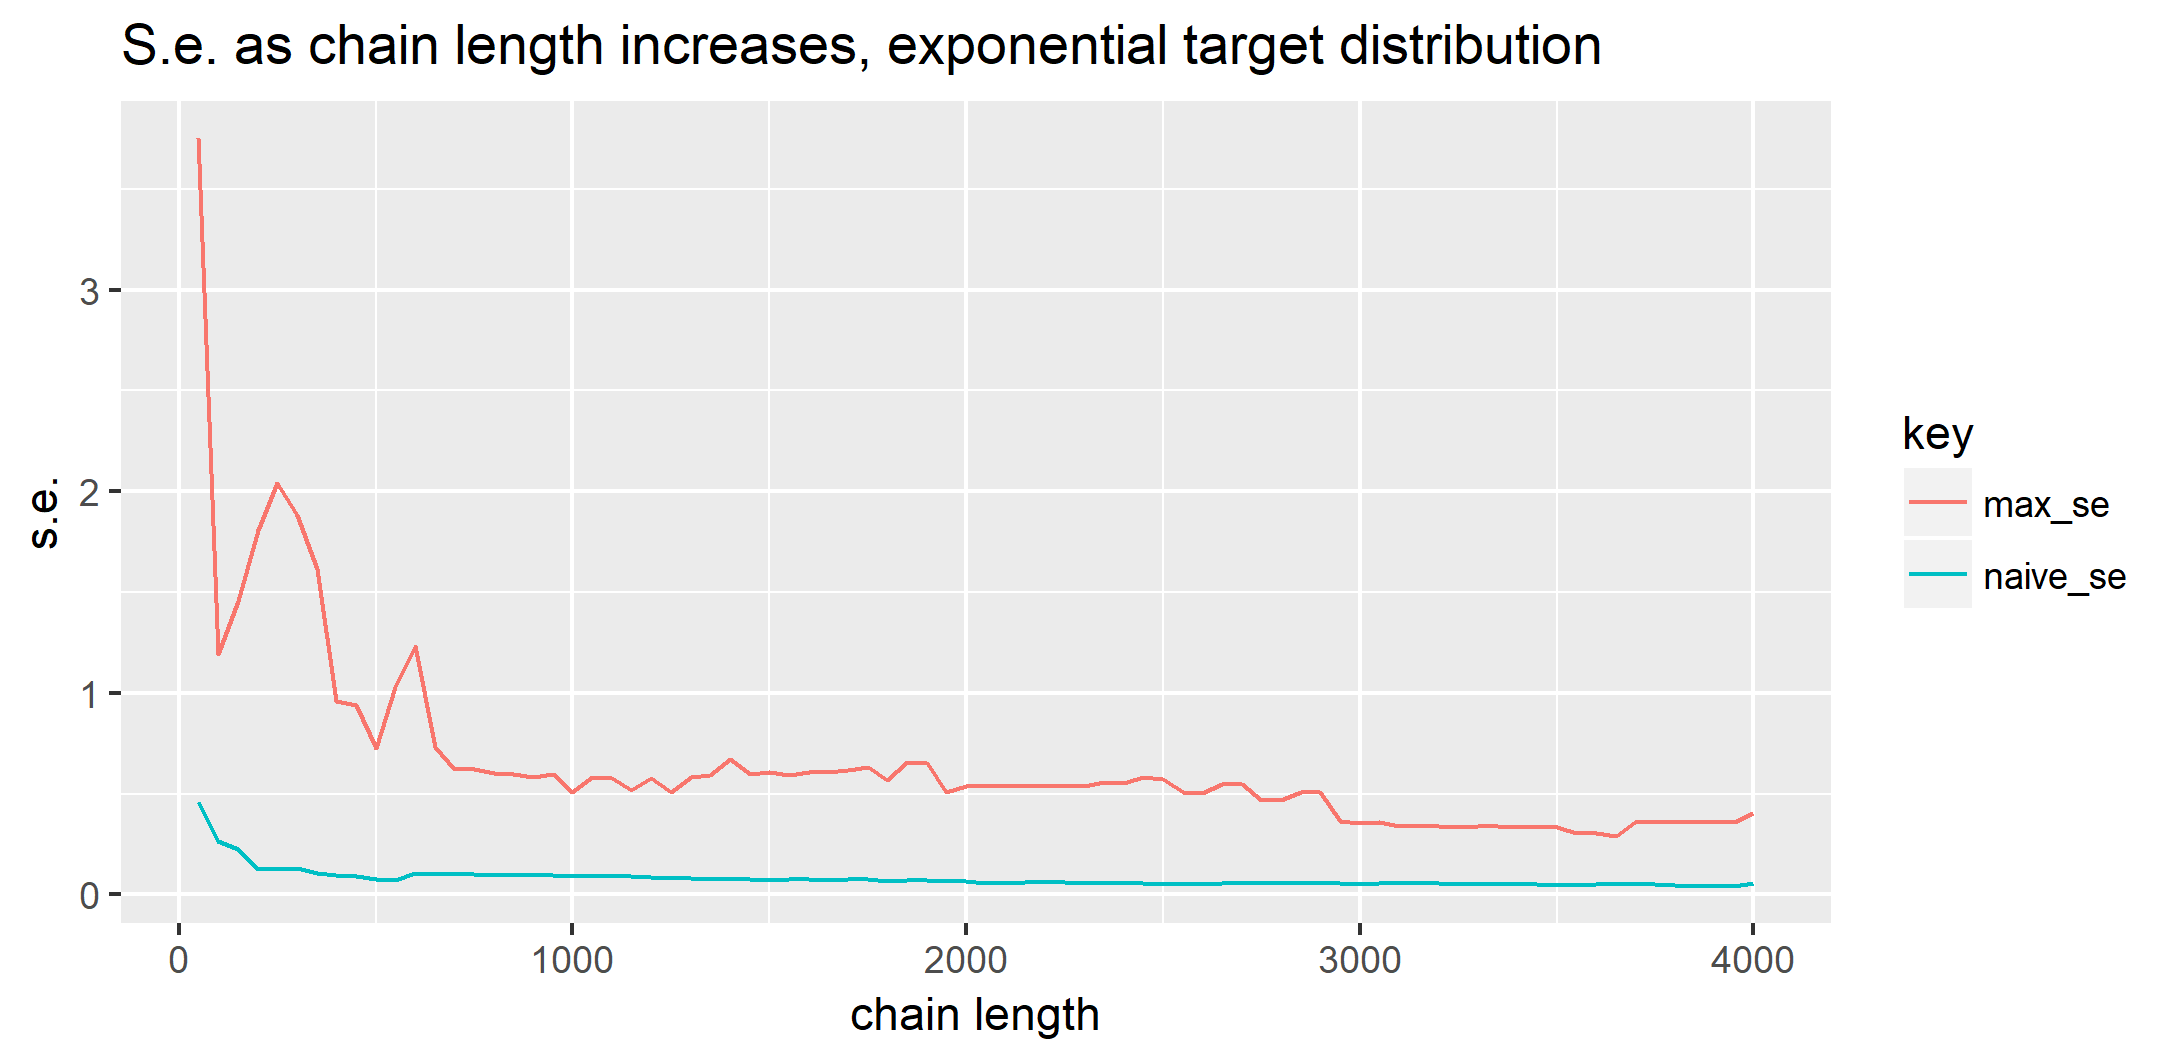 S.e. as chain length increases, exponential target distribution
3
2
1
0
s.e.
0 1000 2000 3000 4000
chain length
key
max_se
naive_se